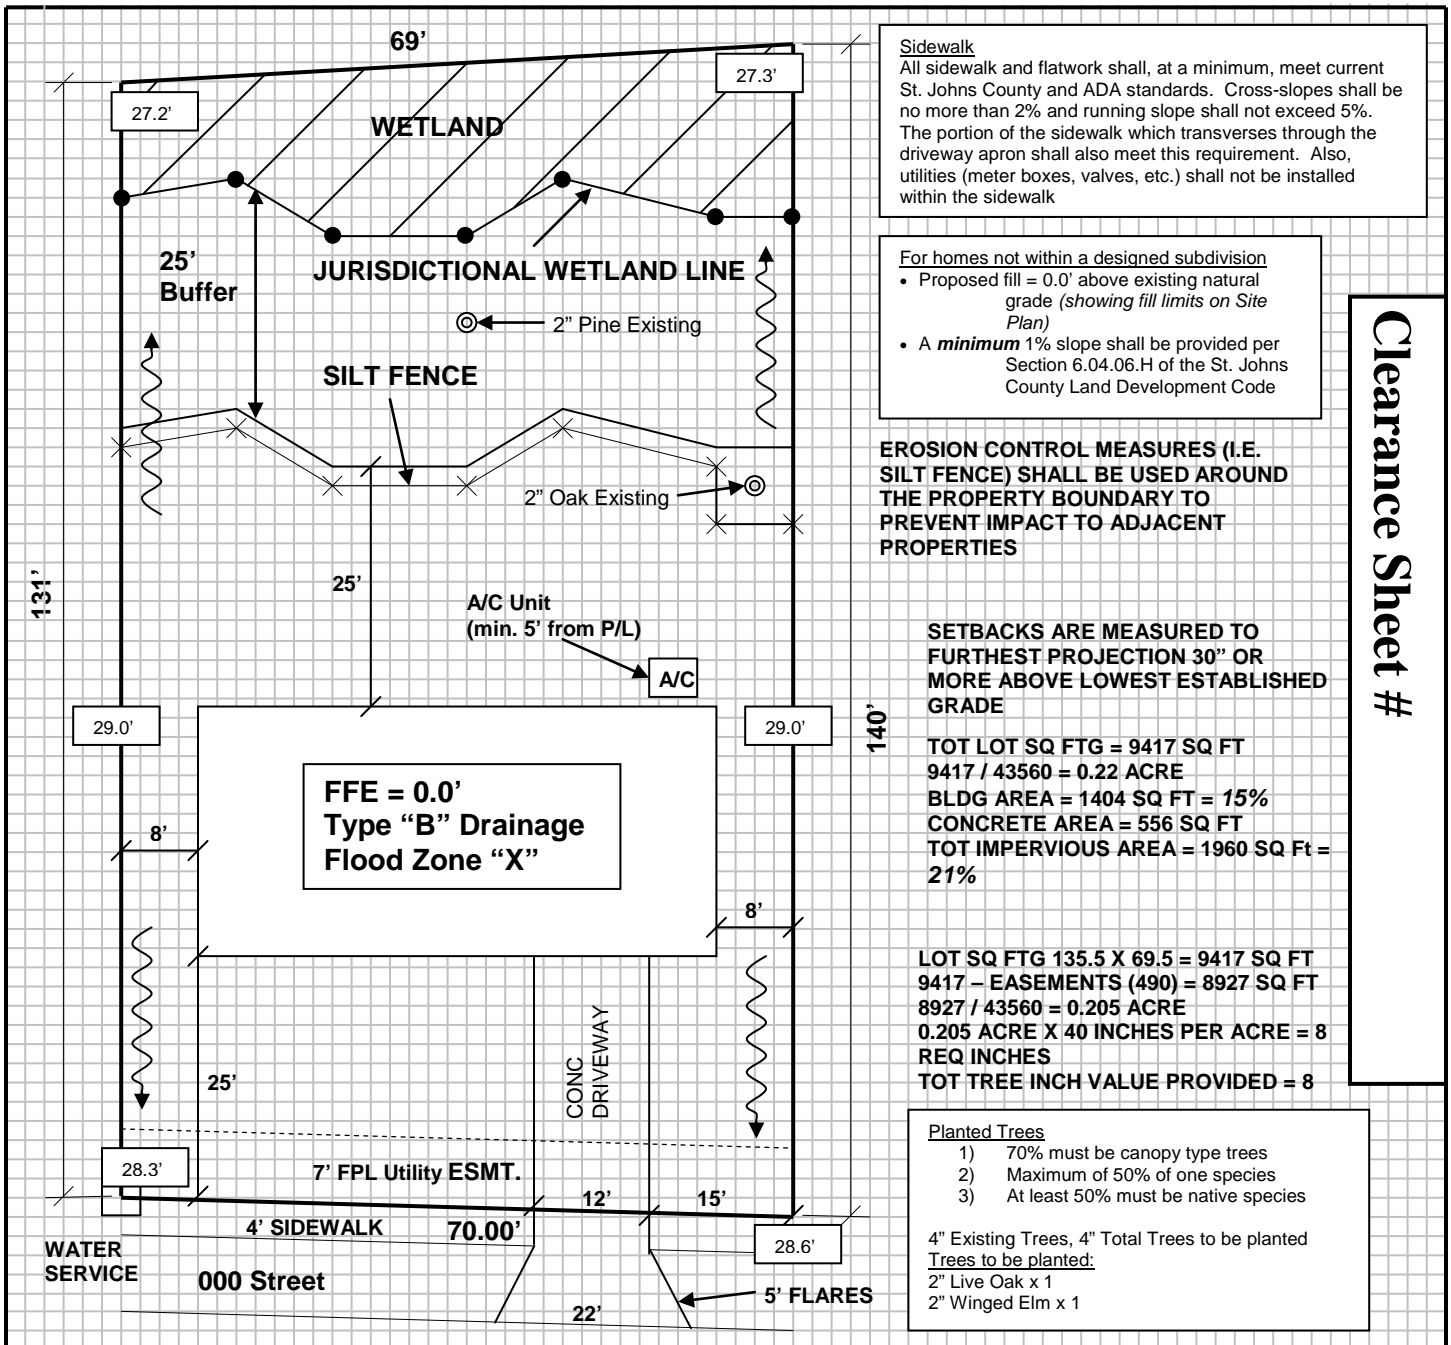 69’
27.2’
27.3’
WETLAND
25’
Buffer
JURISDICTIONAL WETLAND LINE
2” Pine Existing
SILT FENCE
2” Oak Existing
131’
25’
A/C Unit
(min. 5’ from P/L)
A/C
29.0’
29.0’
140’
FFE = 0.0’
Type “B” Drainage
Flood Zone “X”
8’
8’
25’
CONC
DRIVEWAY
28.3’
7’ FPL Utility ESMT.
12’
15’
4’ SIDEWALK
70.00’
28.6’
WATER
SERVICE
000 Street
5’ FLARES
22’
Sidewalk
All sidewalk and flatwork shall, at a minimum, meet current
St. Johns County and ADA standards. Cross-slopes shall be
no more than 2% and running slope shall not exceed 5%.
The portion of the sidewalk which transverses through the
driveway apron shall also meet this requirement. Also,
utilities (meter boxes, valves, etc.) shall not be installed
within the sidewalk
For homes not within a designed subdivision
• Proposed fill = 0.0’ above existing natural
grade (showing fill limits on Site
Plan)
• A minimum 1% slope shall be provided per
Section 6.04.06.H of the St. Johns
County Land Development Code
EROSION CONTROL MEASURES (I.E.
SILT FENCE) SHALL BE USED AROUND
THE PROPERTY BOUNDARY TO
PREVENT IMPACT TO ADJACENT
PROPERTIES
SETBACKS ARE MEASURED TO
FURTHEST PROJECTION 30” OR
MORE ABOVE LOWEST ESTABLISHED
GRADE
TOT LOT SQ FTG = 9417 SQ FT
9417 / 43560 = 0.22 ACRE
BLDG AREA = 1404 SQ FT = 15%
CONCRETE AREA = 556 SQ FT
TOT IMPERVIOUS AREA = 1960 SQ Ft =
21%
LOT SQ FTG 135.5 X 69.5 = 9417 SQ FT
9417 – EASEMENTS (490) = 8927 SQ FT
8927 / 43560 = 0.205 ACRE
0.205 ACRE X 40 INCHES PER ACRE = 8
REQ INCHES
TOT TREE INCH VALUE PROVIDED = 8
Planted Trees
1) 70% must be canopy type trees
2) Maximum of 50% of one species
3) At least 50% must be native species
4” Existing Trees, 4” Total Trees to be planted
Trees to be planted:
2” Live Oak x 1
2” Winged Elm x 1
Clearance Sheet #